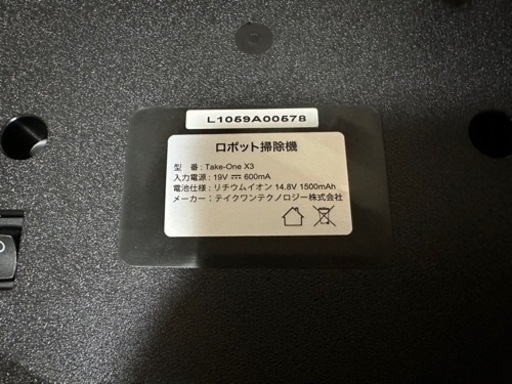 L1059A00578
ロボット掃除機
型　番 : Take-One X3
入力電源 : 19V ⎓ 600mA
電池仕様 : リチウムイオン 14.8V 1500mAh
メーカー : テイクワンテクノロジー株式会社